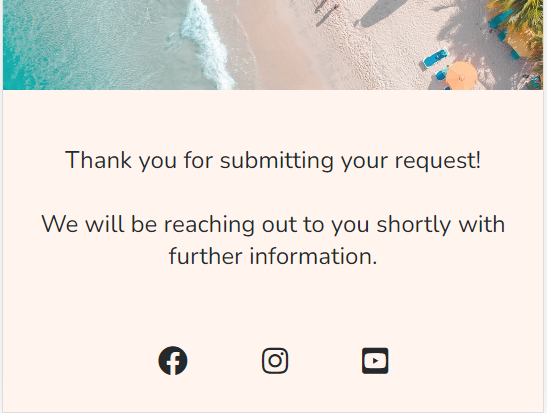 Thank you for submitting your request!
We will be reaching out to you shortly with
further information.